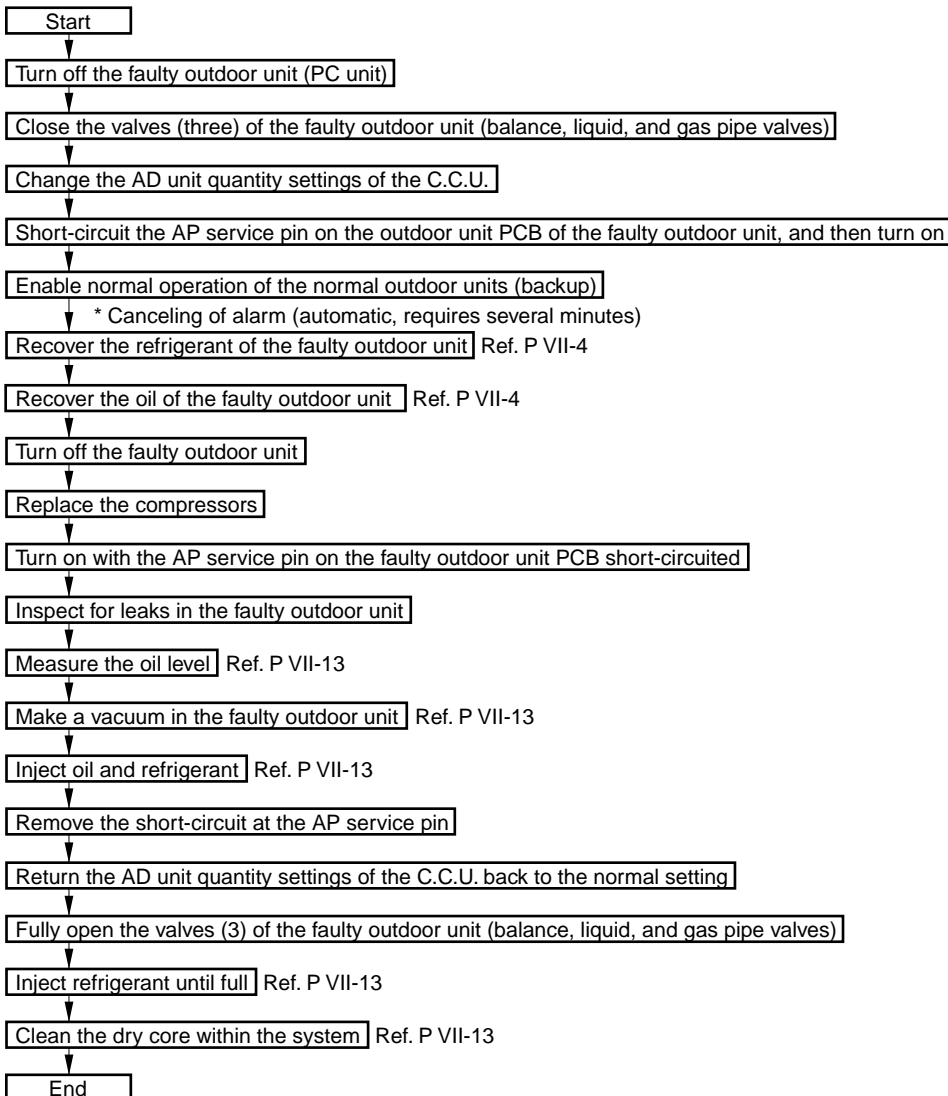 Start
Turn off the faulty outdoor unit (PC unit)
Close the valves (three) of the faulty outdoor unit (balance, liquid, and gas pipe valves)
Change the AD unit quantity settings of the C.C.U.
Short-circuit the AP service pin on the outdoor unit PCB of the faulty outdoor unit, and then turn on
Enable normal operation of the normal outdoor units (backup)
* Canceling of alarm (automatic, requires several minutes)
Recover the refrigerant of the faulty outdoor unit Ref. P VII-4
Recover the oil of the faulty outdoor unit Ref. P VII-4
Turn off the faulty outdoor unit
Replace the compressors
Turn on with the AP service pin on the faulty outdoor unit PCB short-circuited
Inspect for leaks in the faulty outdoor unit
Measure the oil level Ref. P VII-13
Make a vacuum in the faulty outdoor unit Ref. P VII-13
Inject oil and refrigerant Ref. P VII-13
Remove the short-circuit at the AP service pin
Return the AD unit quantity settings of the C.C.U. back to the normal setting
Fully open the valves (3) of the faulty outdoor unit (balance, liquid, and gas pipe valves)
Inject refrigerant until full Ref. P VII-13
Clean the dry core within the system Ref. P VII-13
End